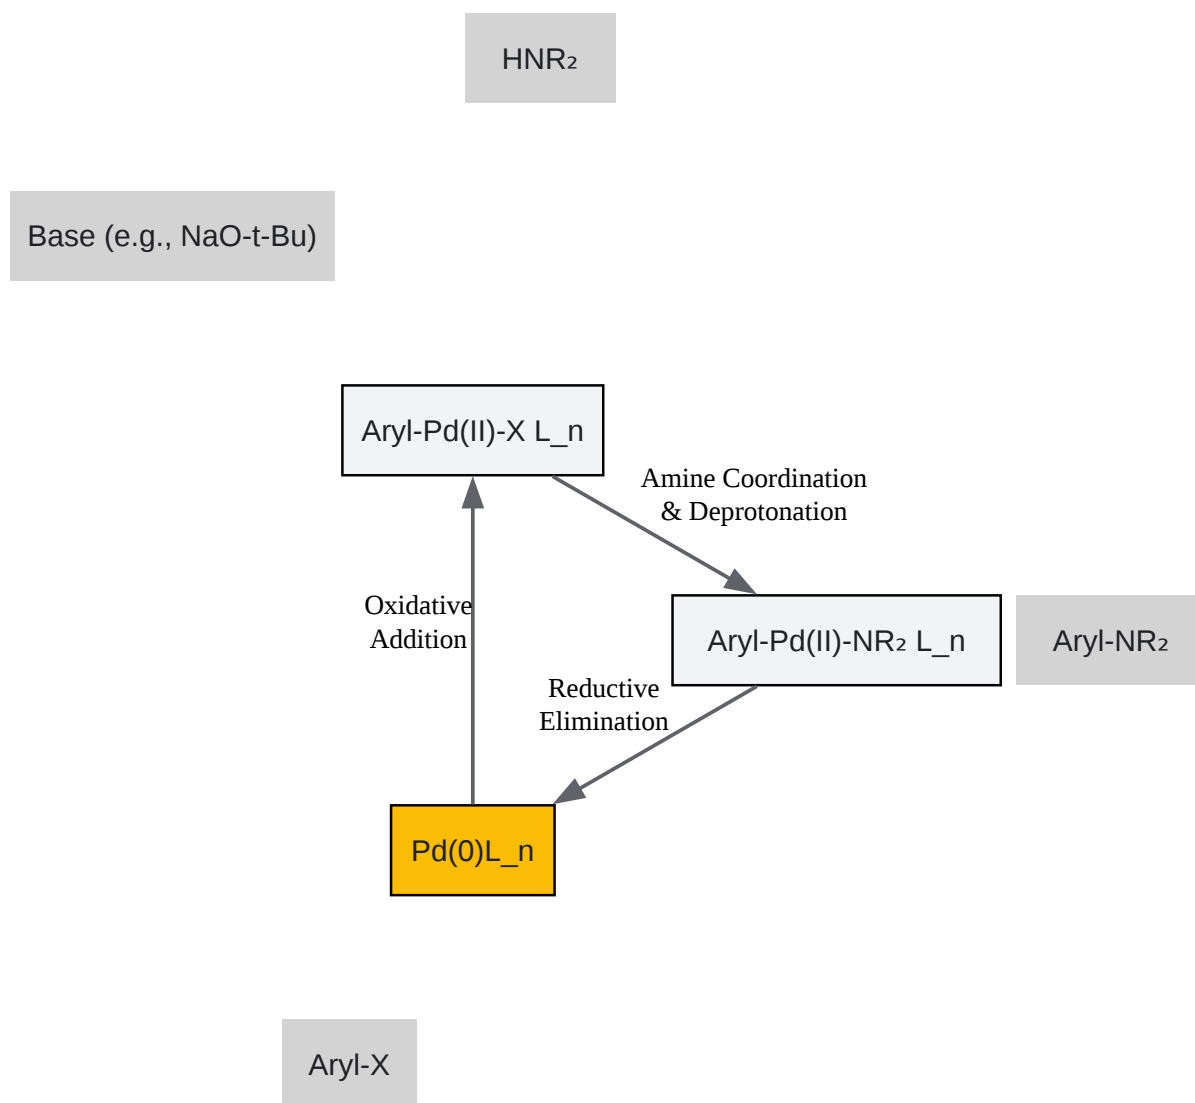 HNR₂
Base (e.g., NaO-t-Bu)
Aryl-Pd(II)-X L_n
Amine Coordination
& Deprotonation
Oxidative
Addition
Aryl-Pd(II)-NR₂ L_n
Aryl-NR₂
Reductive
Elimination
Pd(0)L_n
Aryl-X